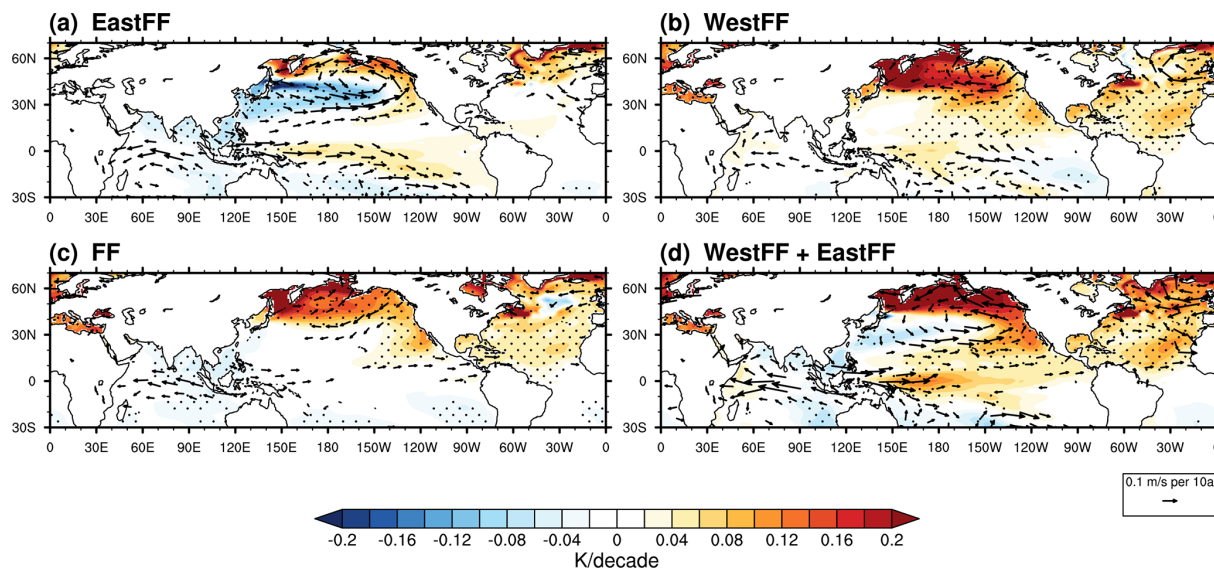 (a) EastFF
(b) WestFF
60N
30N
0
30S
0 30E 60E 90E 120E 150E 180 150W 120W 90W 60W 30W 0
60N
30N
0
30S
0 30E 60E 90E 120E 150E 180 150W 120W 90W 60W 30W 0
(c) FF
(d) WestFF + EastFF
60N
30N
0
30S
0 30E 60E 90E 120E 150E 180 150W 120W 90W 60W 30W 0
60N
30N
0
30S
0 30E 60E 90E 120E 150E 180 150W 120W 90W 60W 30W 0
0.1 m/s per 10a
-0.2 -0.16 -0.12 -0.08 -0.04 0 0.04 0.08 0.12 0.16 0.2
K/decade